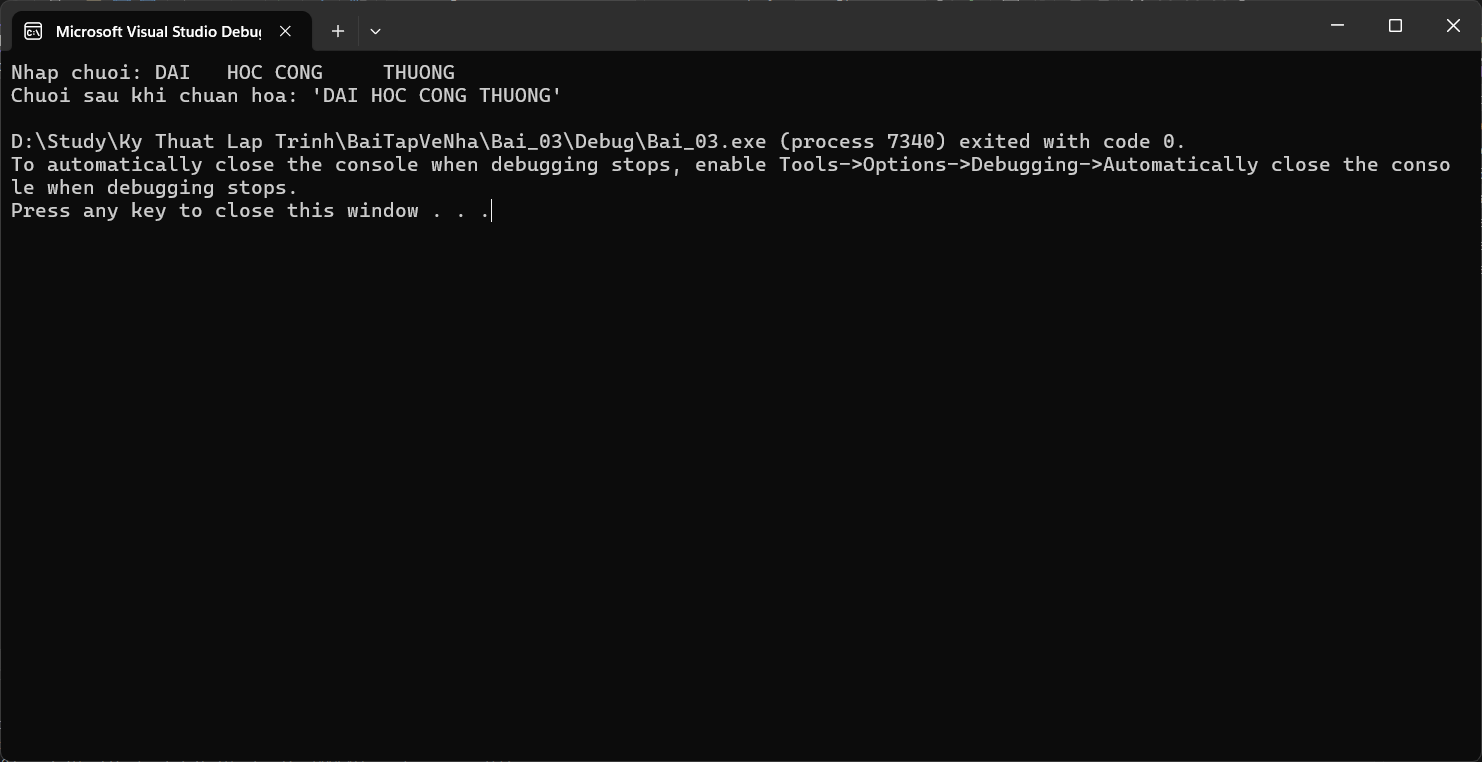 Microsoft Visual Studio Debu
Nhap chuoi: DAI   HOC CONG     THUONG
Chuoi sau khi chuan hoa: 'DAI HOC CONG THUONG'
D:\Study\Ky Thuat Lap Trinh\BaiTapVeNha\Bai_03\Debug\Bai_03.exe (process 7340) exited with code 0.
To automatically close the console when debugging stops, enable Tools->Options->Debugging->Automatically close the conso
le when debugging stops.
Press any key to close this window . . .